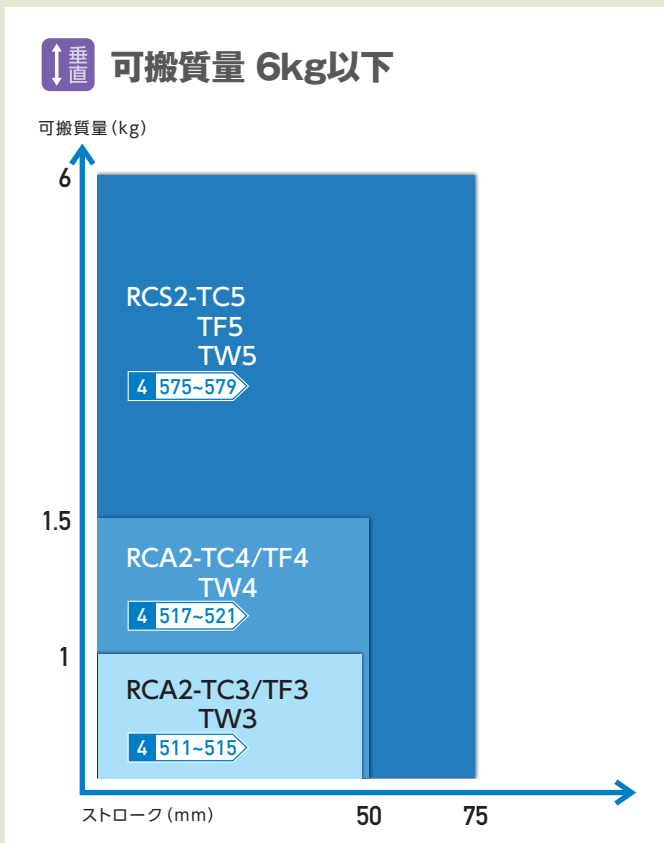 垂直
可搬質量 6kg以下
可搬質量(kg)
6
RCS2-TC5
TF5
TW5
4 575~579
1.5
RCA2-TC4/TF4
TW4
4 517~521
1
RCA2-TC3/TF3
TW3
4 511~515
ストローク(mm)
50
75